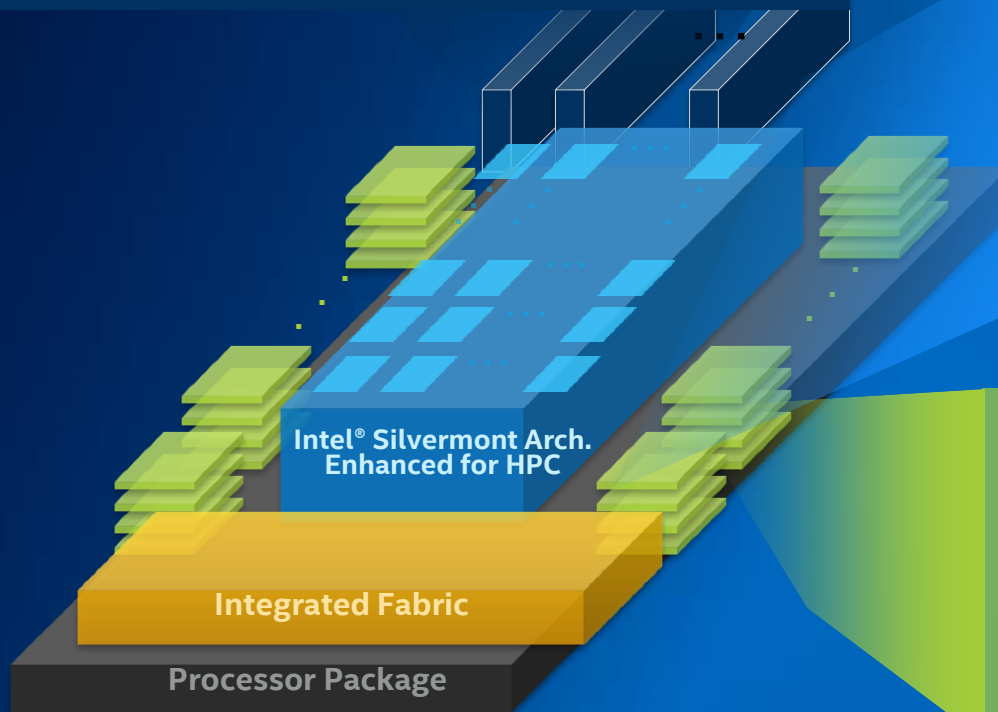 Intel® Silvermont Arch.
Enhanced for HPC
Integrated Fabric
Processor Package